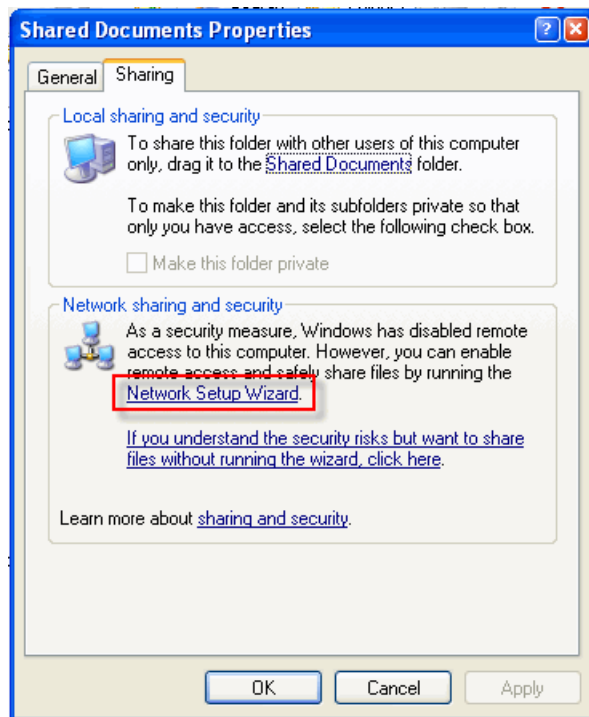 Shared Documents Properties
General Sharing
Local sharing and security
To share this folder with other users of this computer
only, drag it to the Shared Documents folder.
To make this folder and its subfolders private so that
only you have access, select the following check box.
Make this folder private
Network sharing and security
As a security measure, Windows has disabled remote
access to this computer. However, you can enable
remote access and safely share files by running the
Network Setup Wizard.
If you understand the security risks but want to share
files without running the wizard, click here.
Learn more about sharing and security.
OK Cancel Apply